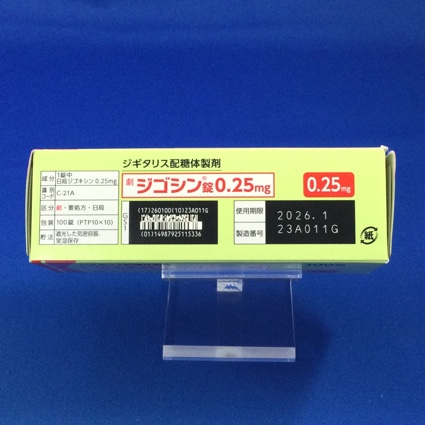 ジギタリス配糖体製剤
劇 ジゴシン®錠0.25mg
0.25mg
成分 1錠中 日局ジゴキシン 0.25mg
識別コード C-21A
区分 劇・要処方・日局
包装 100錠 (PTP10×10)
貯法 遮光した気密容器、室温保存
GS1
(17)260100(10)23A011G
(01)14987925115336
使用期限 2026.1
製造番号 23A011G
紙